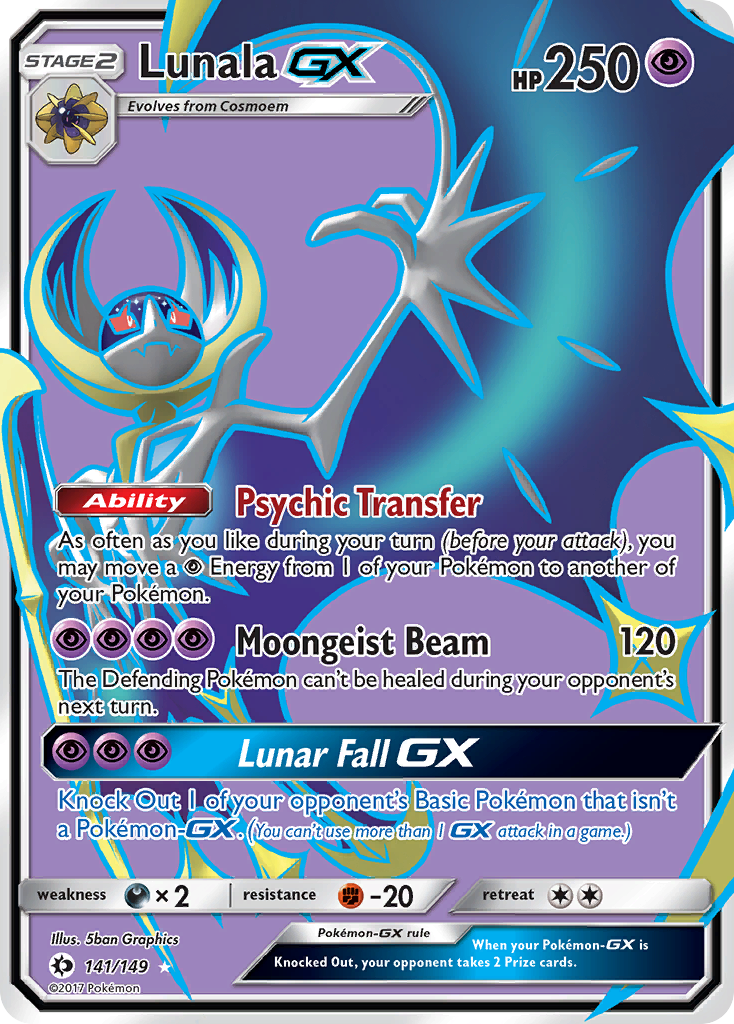 STAGE2 Lunala GX HP250
Evolves from Cosmoem
Ability Psychic Transfer
As often as you like during your turn (before your attack), you
may move a Energy from 1 of your Pokémon to another of
your Pokémon.
Moongeist Beam 120
The Defending Pokémon can't be healed during your opponent's
next turn.
Lunar Fall GX
Knock Out 1 of your opponent's Basic Pokémon that isn't
a Pokémon-GX. (You can't use more than 1 GX attack in a game.)
weakness ×2 resistance -20 retreat
Illus. 5ban Graphics
Pokémon-GX rule
When your Pokémon-GX is
Knocked Out, your opponent takes 2 Prize cards.
141/149
©2017 Pokémon